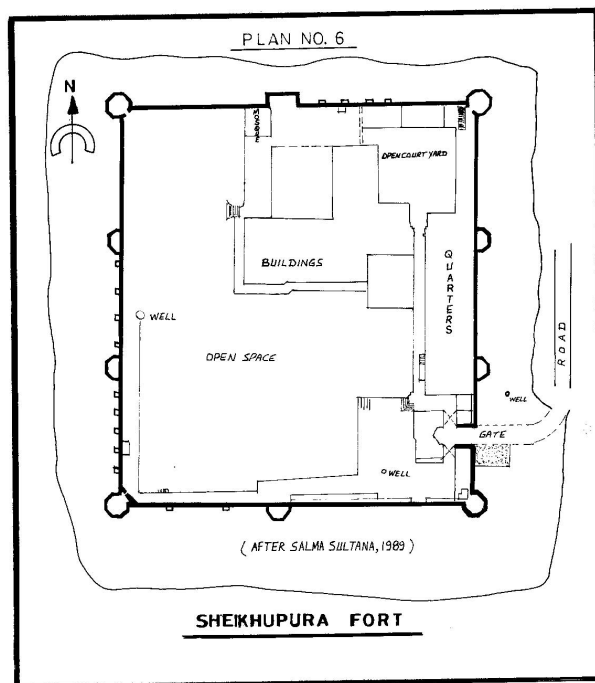 PLAN NO. 6
N
OPEN COURT YARD
BUILDINGS
QUARTERS
ROAD
WELL
OPEN SPACE
WELL
GATE
WELL
( AFTER SALMA SULTANA, 1989 )
SHEIKHUPURA FORT